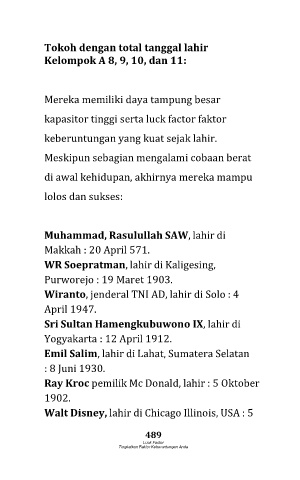 Tokoh dengan total tanggal lahir
Kelompok A 8, 9, 10, dan 11:
Mereka memiliki daya tampung besar
kapasitor tinggi serta luck factor faktor
keberuntungan yang kuat sejak lahir.
Meskipun sebagian mengalami cobaan berat
di awal kehidupan, akhirnya mereka mampu
lolos dan sukses:
Muhammad, Rasulullah SAW, lahir di
Makkah : 20 April 571.
WR Soepratman, lahir di Kaligesing,
Purworejo : 19 Maret 1903.
Wiranto, jenderal TNI AD, lahir di Solo : 4
April 1947.
Sri Sultan Hamengkubuwono IX, lahir di
Yogyakarta : 12 April 1912.
Emil Salim, lahir di Lahat, Sumatera Selatan
: 8 Juni 1930.
Ray Kroc pemilik Mc Donald, lahir : 5 Oktober
1902.
Walt Disney, lahir di Chicago Illinois, USA : 5
489
Luck Factor
Tingkatkan Faktor Keberuntungan Anda